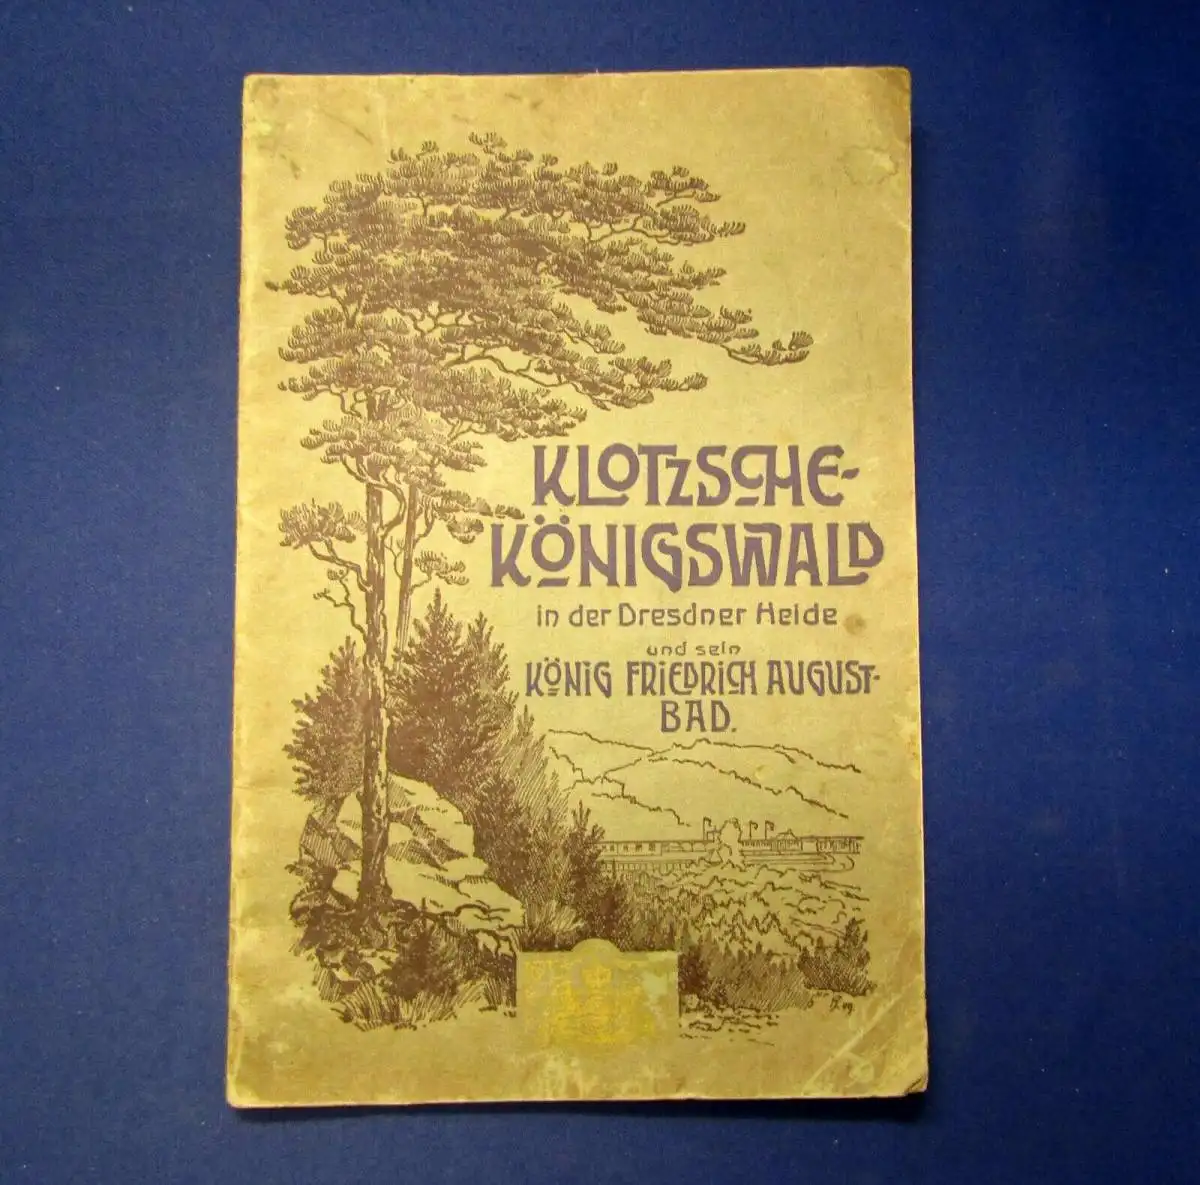 KLOTZSCHE-
KÖNIGSWALD
in der Dresdner Heide
und sein
KÖNIG FRIEDRICH AUGUST-
BAD.